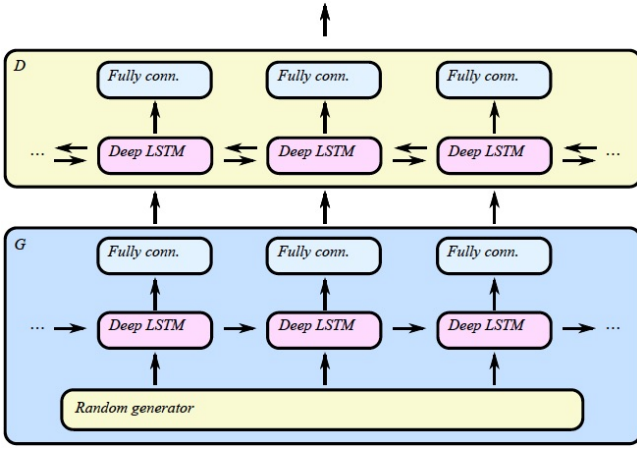 D
Fully conn. Fully conn. Fully conn.
... Deep LSTM Deep LSTM Deep LSTM ...
G
Fully conn. Fully conn. Fully conn.
... Deep LSTM Deep LSTM Deep LSTM ...
Random generator